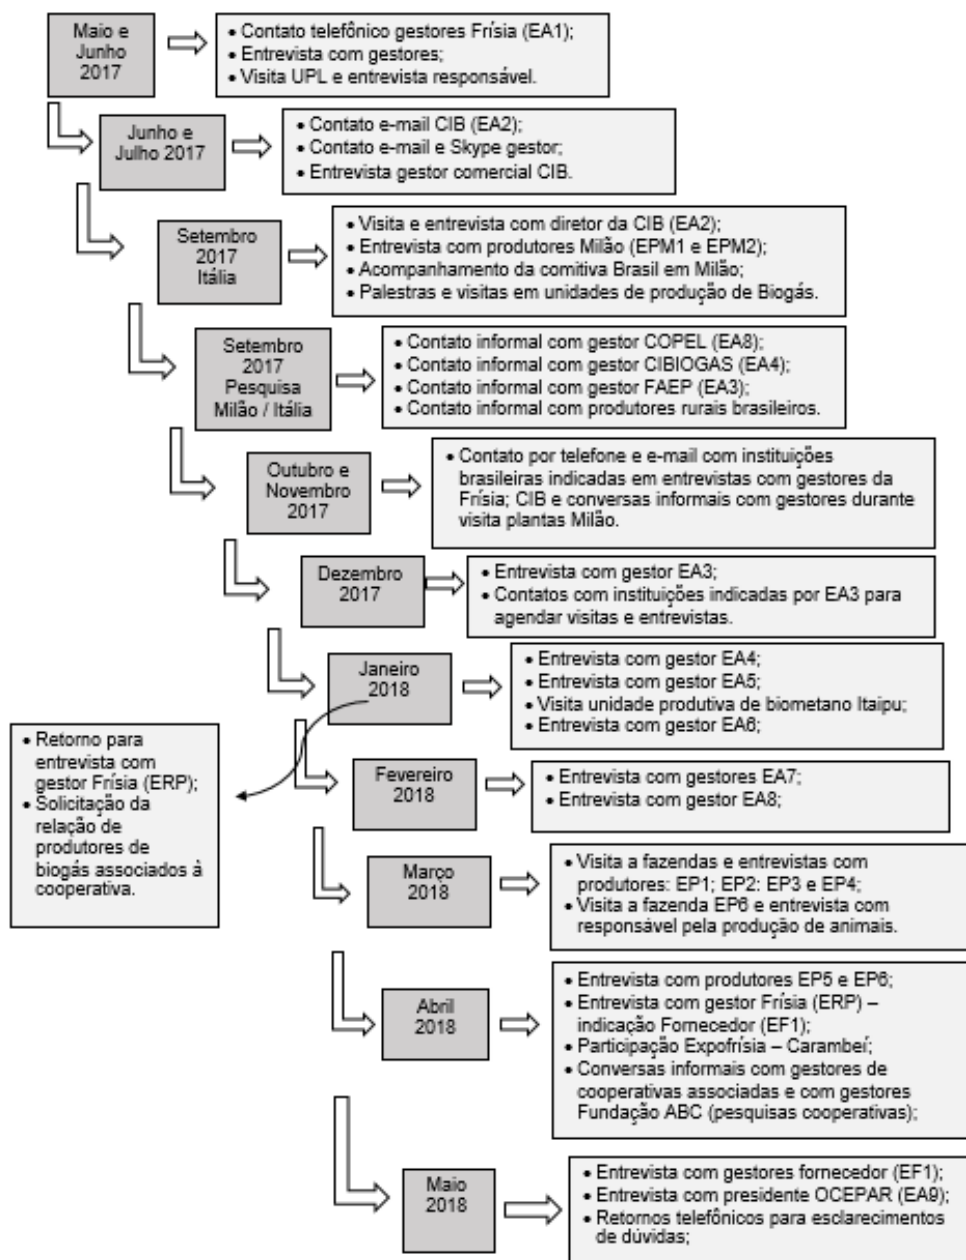 Maio e
Junho
2017
• Contato telefônico gestores Frísia (EA1);
• Entrevista com gestores;
• Visita UPL e entrevista responsável.
Junho e
Julho 2017
• Contato e-mail CIB (EA2);
• Contato e-mail e Skype gestor;
• Entrevista gestor comercial CIB.
Setembro
2017
Itália
• Visita e entrevista com diretor da CIB (EA2);
• Entrevista com produtores Milão (EPM1 e EPM2);
• Acompanhamento da comitiva Brasil em Milão;
• Palestras e visitas em unidades de produção de Biogás.
Setembro
2017
Pesquisa
Milão / Itália
• Contato informal com gestor COPEL (EA8);
• Contato informal com gestor CIBIOGAS (EA4);
• Contato informal com gestor FAEP (EA3);
• Contato informal com produtores rurais brasileiros.
Outubro e
Novembro
2017
• Contato por telefone e e-mail com instituições
brasileiras indicadas em entrevistas com gestores da
Frísia; CIB e conversas informais com gestores durante
visita plantas Milão.
Dezembro
2017
• Entrevista com gestor EA3;
• Contatos com instituições indicadas por EA3 para
agendar visitas e entrevistas.
Janeiro
2018
• Entrevista com gestor EA4;
• Entrevista com gestor EA5;
• Visita unidade produtiva de biometano Itaipu;
• Entrevista com gestor EA6;
• Retorno para
entrevista com
gestor Frísia (ERP);
• Solicitação da
relação de
produtores de
biogás associados à
cooperativa.
Fevereiro
2018
• Entrevista com gestores EA7;
• Entrevista com gestor EA8;
Março
2018
• Visita a fazendas e entrevistas com
produtores: EP1; EP2: EP3 e EP4;
• Visita a fazenda EP6 e entrevista com
responsável pela produção de animais.
Abril
2018
• Entrevista com produtores EP5 e EP6;
• Entrevista com gestor Frísia (ERP) –
indicação Fornecedor (EF1);
• Participação Expofrísia – Carambeí;
• Conversas informais com gestores de
cooperativas associadas e com gestores
Fundação ABC (pesquisas cooperativas);
Maio
2018
• Entrevista com gestores fornecedor (EF1);
• Entrevista com presidente OCEPAR (EA9);
• Retornos telefônicos para esclarecimentos
de dúvidas;